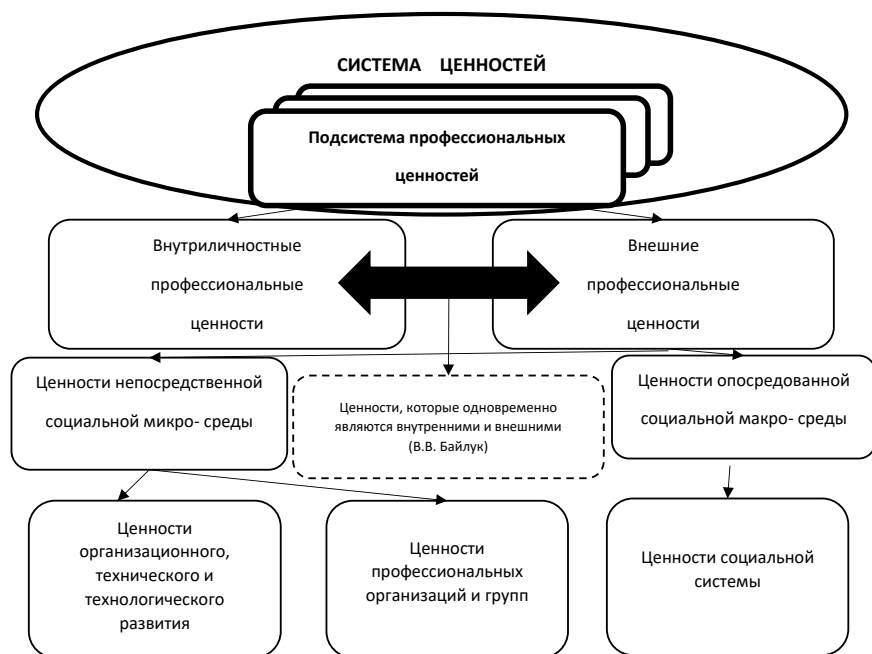 СИСТЕМА ЦЕННОСТЕЙ
Подсистема профессиональных
ценностей
Внутриличностные
профессиональные
ценности
Внешние
профессиональные
ценности
Ценности непосредственной
социальной микро- среды
Ценности, которые одновременно
являются внутренними и внешними
(В.В. Байлук)
Ценности опосредованной
социальной макро- среды
Ценности
организационного,
технического и
технологического
развития
Ценности
профессиональных
организаций и групп
Ценности социальной
системы